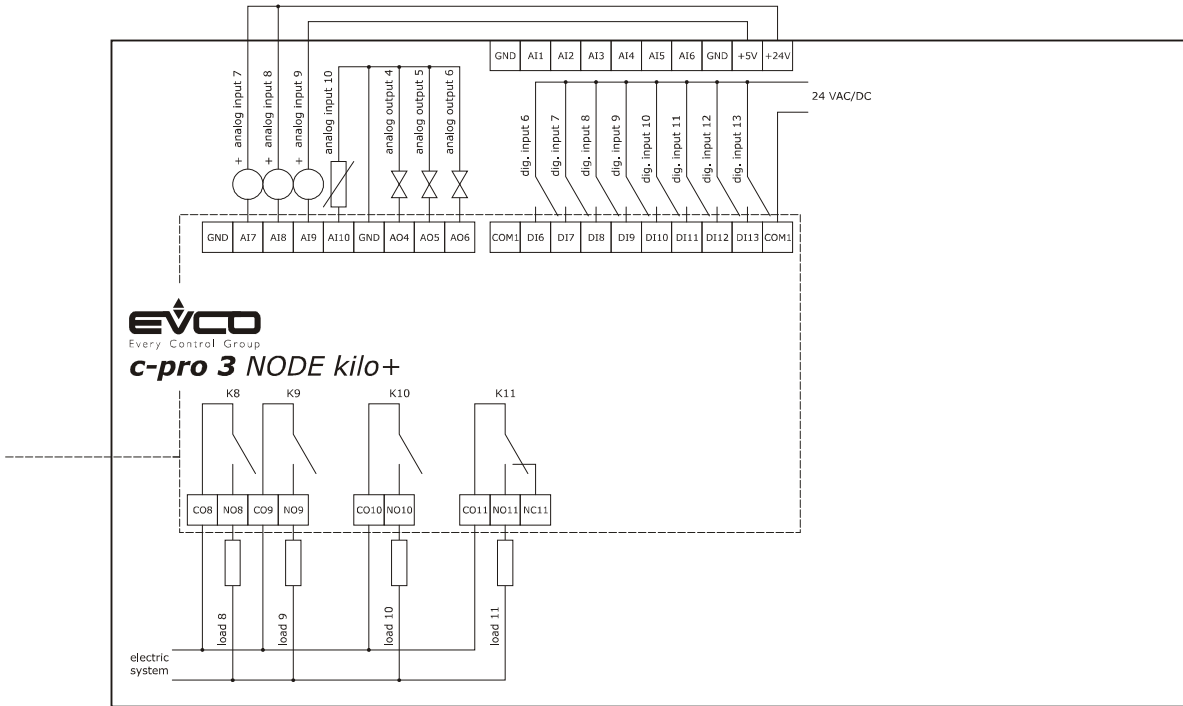 GND AI1 AI2 AI3 AI4 AI5 AI6 GND +5V +24V
+ analog input 7
+ analog input 8
+ analog input 9
analog input 10
analog output 4
analog output 5
analog output 6
dig. input 6
dig. input 7
dig. input 8
dig. input 9
dig. input 10
dig. input 11
dig. input 12
dig. input 13
24 VAC/DC
GND AI7 AI8 AI9 AI10 GND AO4 AO5 AO6
COM1 DI6 DI7 DI8 DI9 DI10 DI11 DI12 DI13 COM1
EVCO
Every Control Group
c-pro 3 NODE kilo+
K8 K9 K10 K11
CO8 NO8 CO9 NO9 CO10 NO10 CO11 NO11 NC11
load 8
load 9
load 10
load 11
electric
system